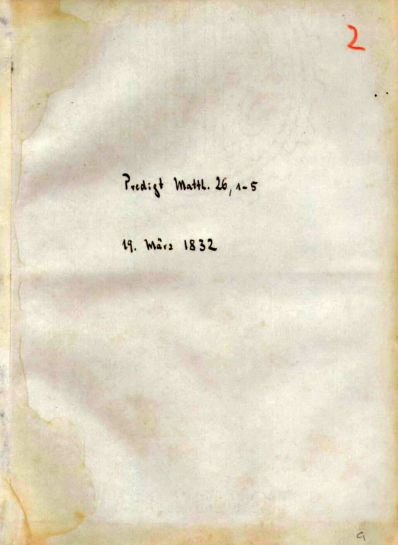 2
Predigt Matth. 26, 1-5
19. März 1832